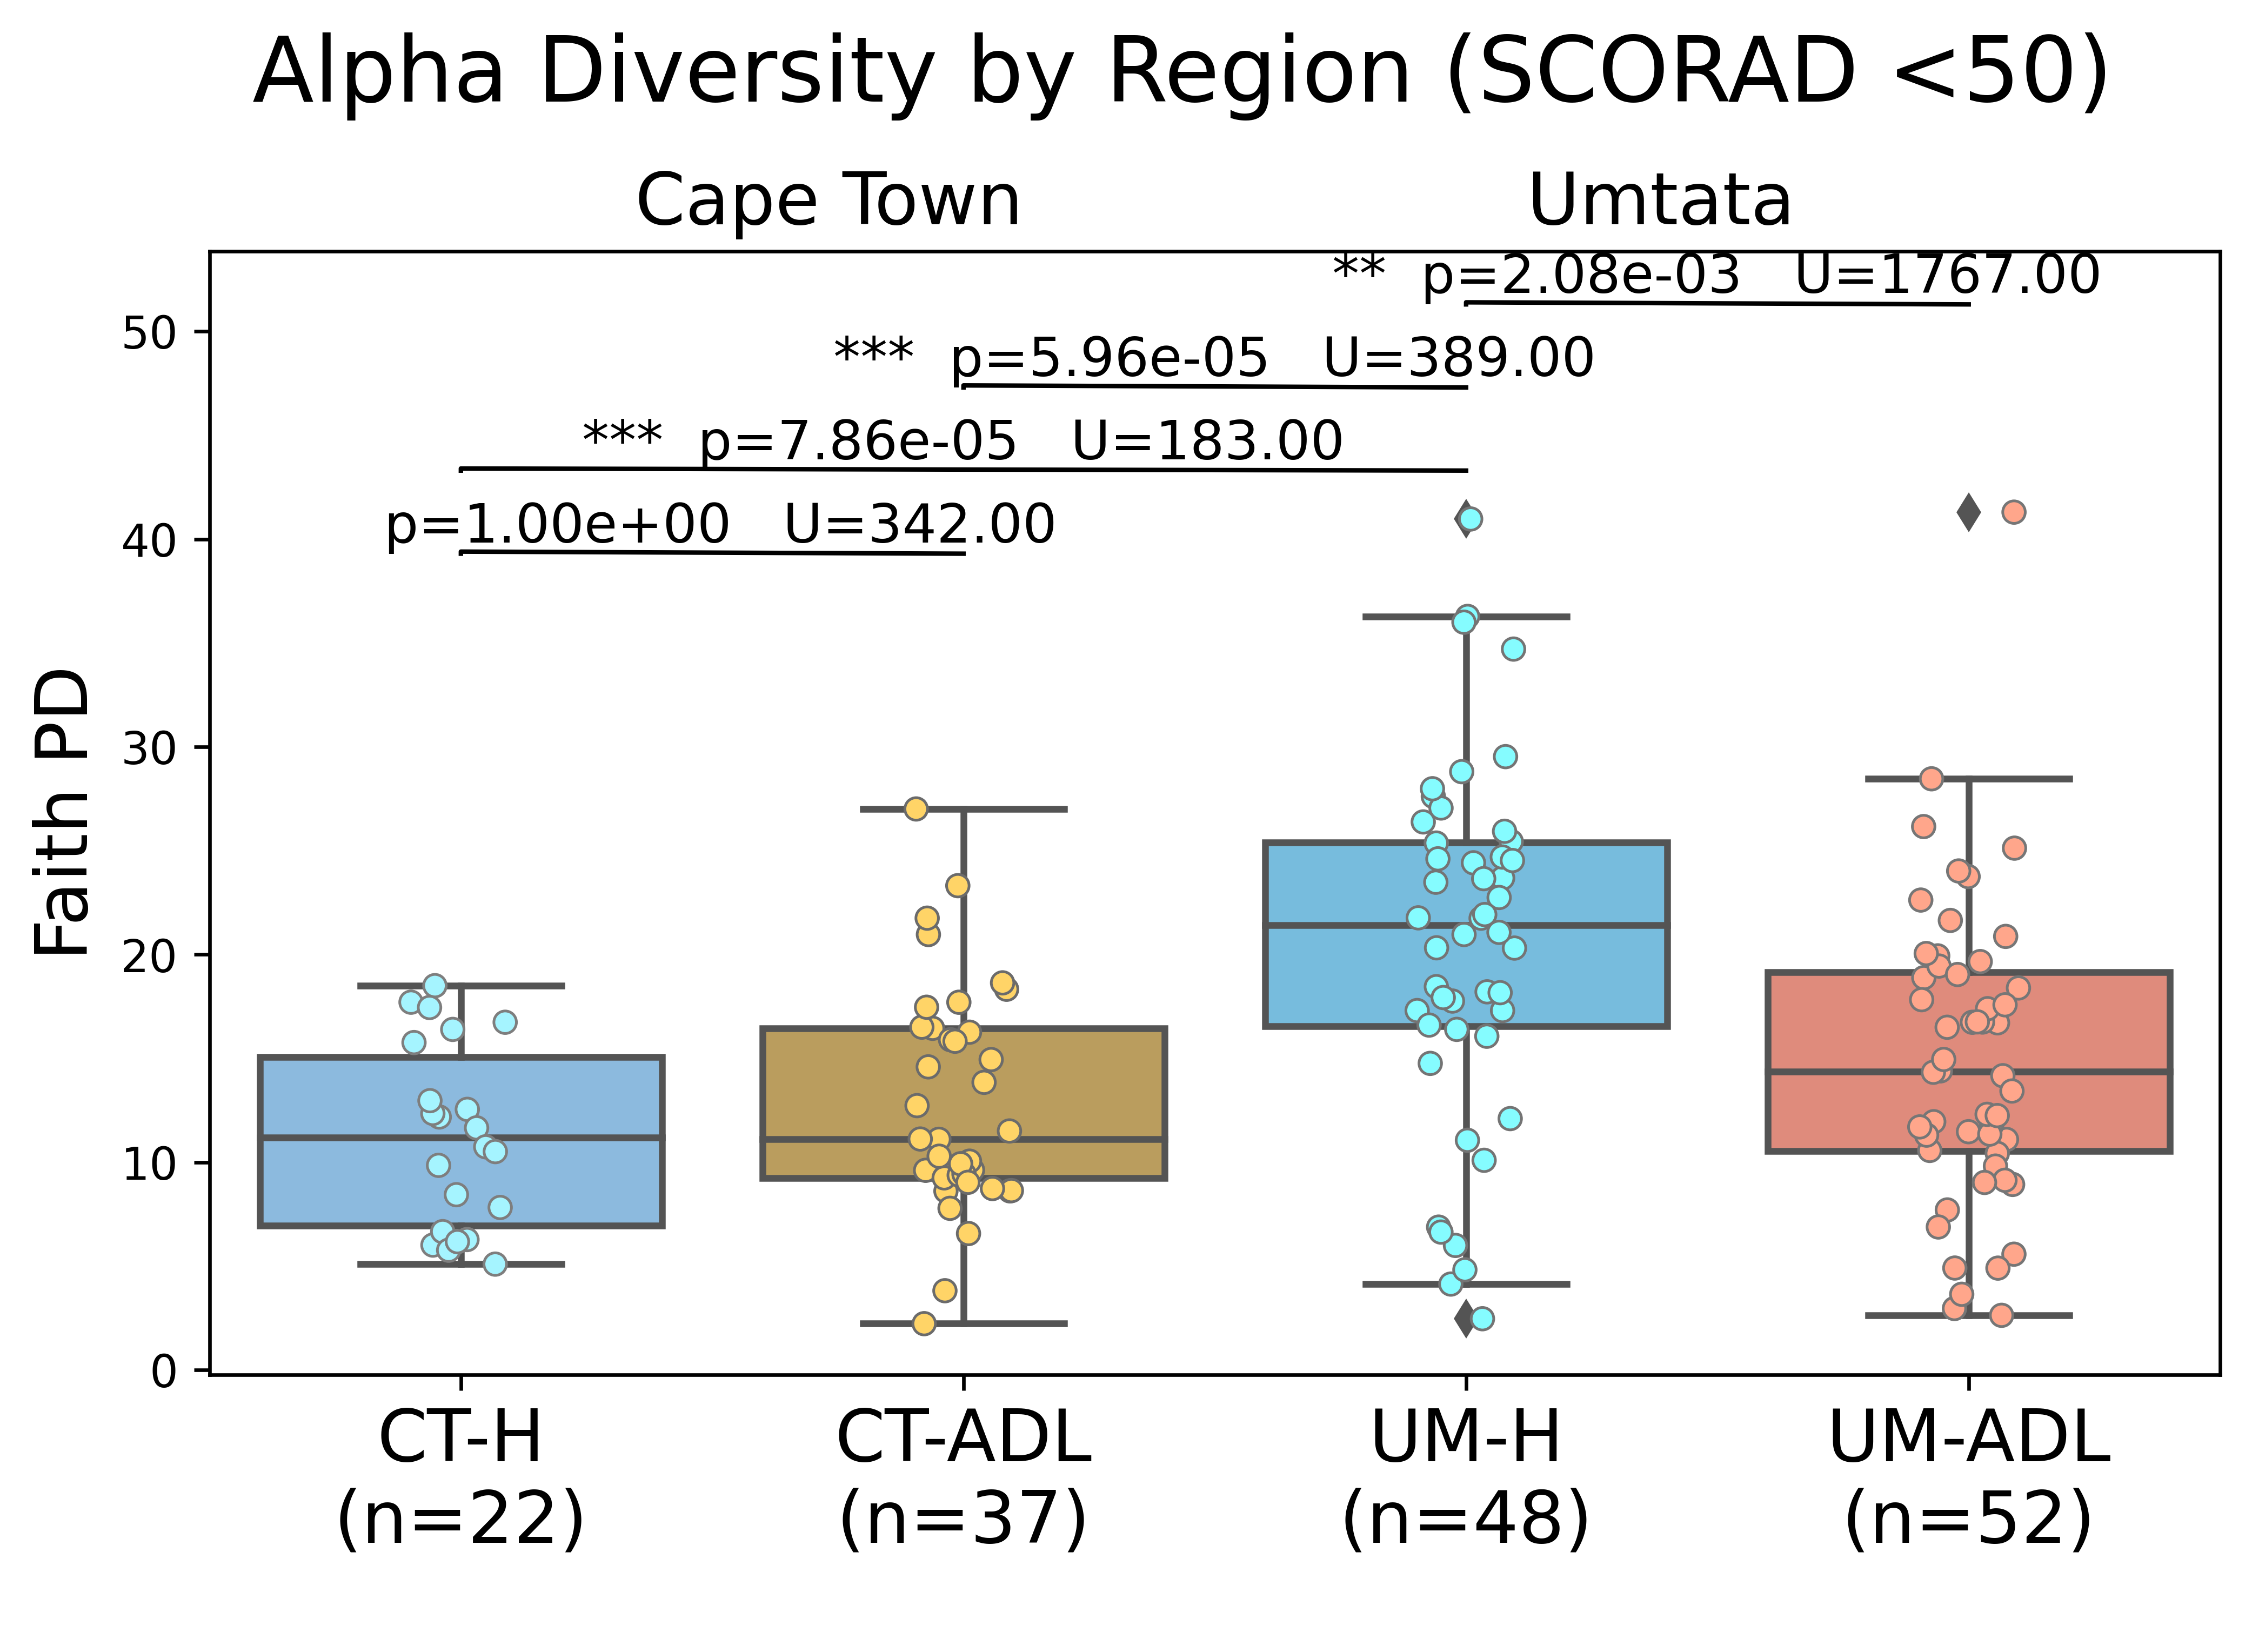 Alpha Diversity by Region (SCORAD <50)
Cape Town
Umtata
** p=2.08e-03 U=1767.00
*** p=5.96e-05 U=389.00
*** p=7.86e-05 U=183.00
p=1.00e+00 U=342.00
Faith PD
50
40
30
20
10
0
CT-H
(n=22)
CT-ADL
(n=37)
UM-H
(n=48)
UM-ADL
(n=52)